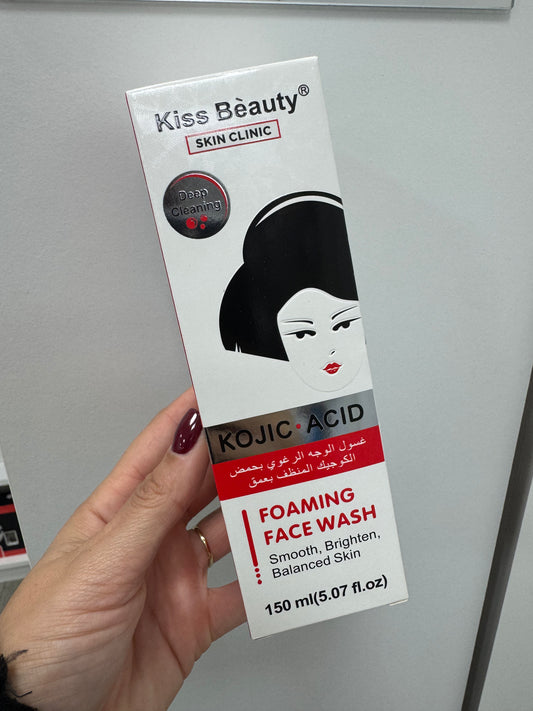 Kiss Bèauty®
SKIN CLINIC
Deep
Cleaning
KOJIC • ACID
غسول الوجه الرغوي بحمض
الكوجيك المنظف بعمق
FOAMING
FACE WASH
Smooth, Brighten,
Balanced Skin
150 ml(5.07 fl.oz)